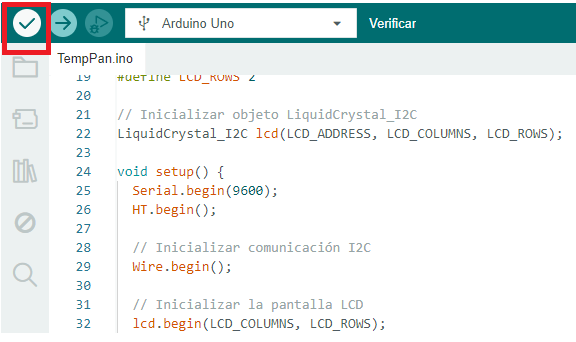 Arduino Uno
Verificar
TempPan.ino
19 #define LCD_ROWS 2
20
21 // Inicializar objeto LiquidCrystal_I2C
22 LiquidCrystal_I2C lcd(LCD_ADDRESS, LCD_COLUMNS, LCD_ROWS);
23
24 void setup() {
25 Serial.begin(9600);
26 HT.begin();
27
28 // Inicializar comunicación I2C
29 Wire.begin();
30
31 // Inicializar la pantalla LCD
32 lcd.begin(LCD_COLUMNS, LCD_ROWS);